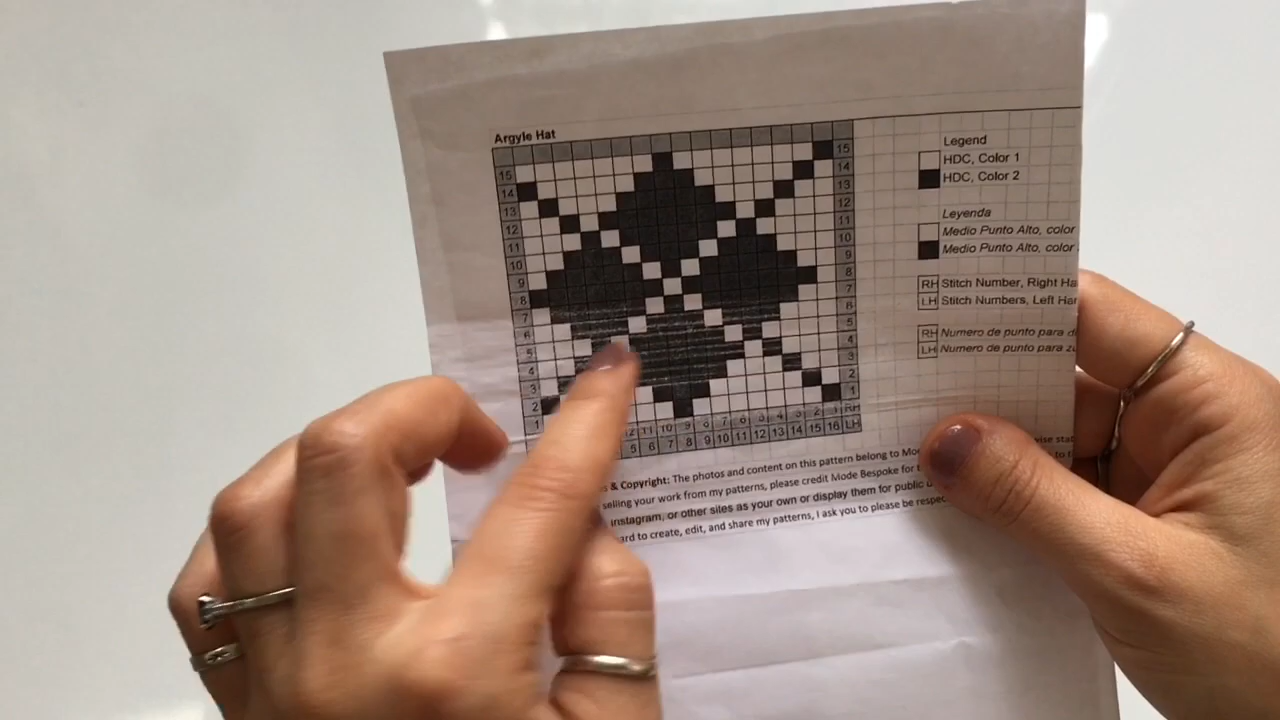 Argyle Hat
Legend
HDC, Color 1
HDC, Color 2
Leyenda
Medio Punto Alto, color
Medio Punto Alto, color
RH Stitch Number, Right Ha
LH Stitch Numbers, Left Han
RH Numero de punto para
LH Numero de punto para zu
15 15
14 14
13 13
12 12
11 11
10 10
9 9
8 8
7 7
6 6
5 5
4 4
3 3
2 2
1 1
12 11 10 9 8 7 6 5 4 3 2 1 RH
5 6 7 8 9 10 11 12 13 14 15 16 LH
& Copyright: The photos and content on this pattern belong to
selling your work from my patterns, please credit Mode Bespoke for
instagram, or other sites as your own or display them for public
ard to create, edit, and share my patterns, I ask you to please be respec